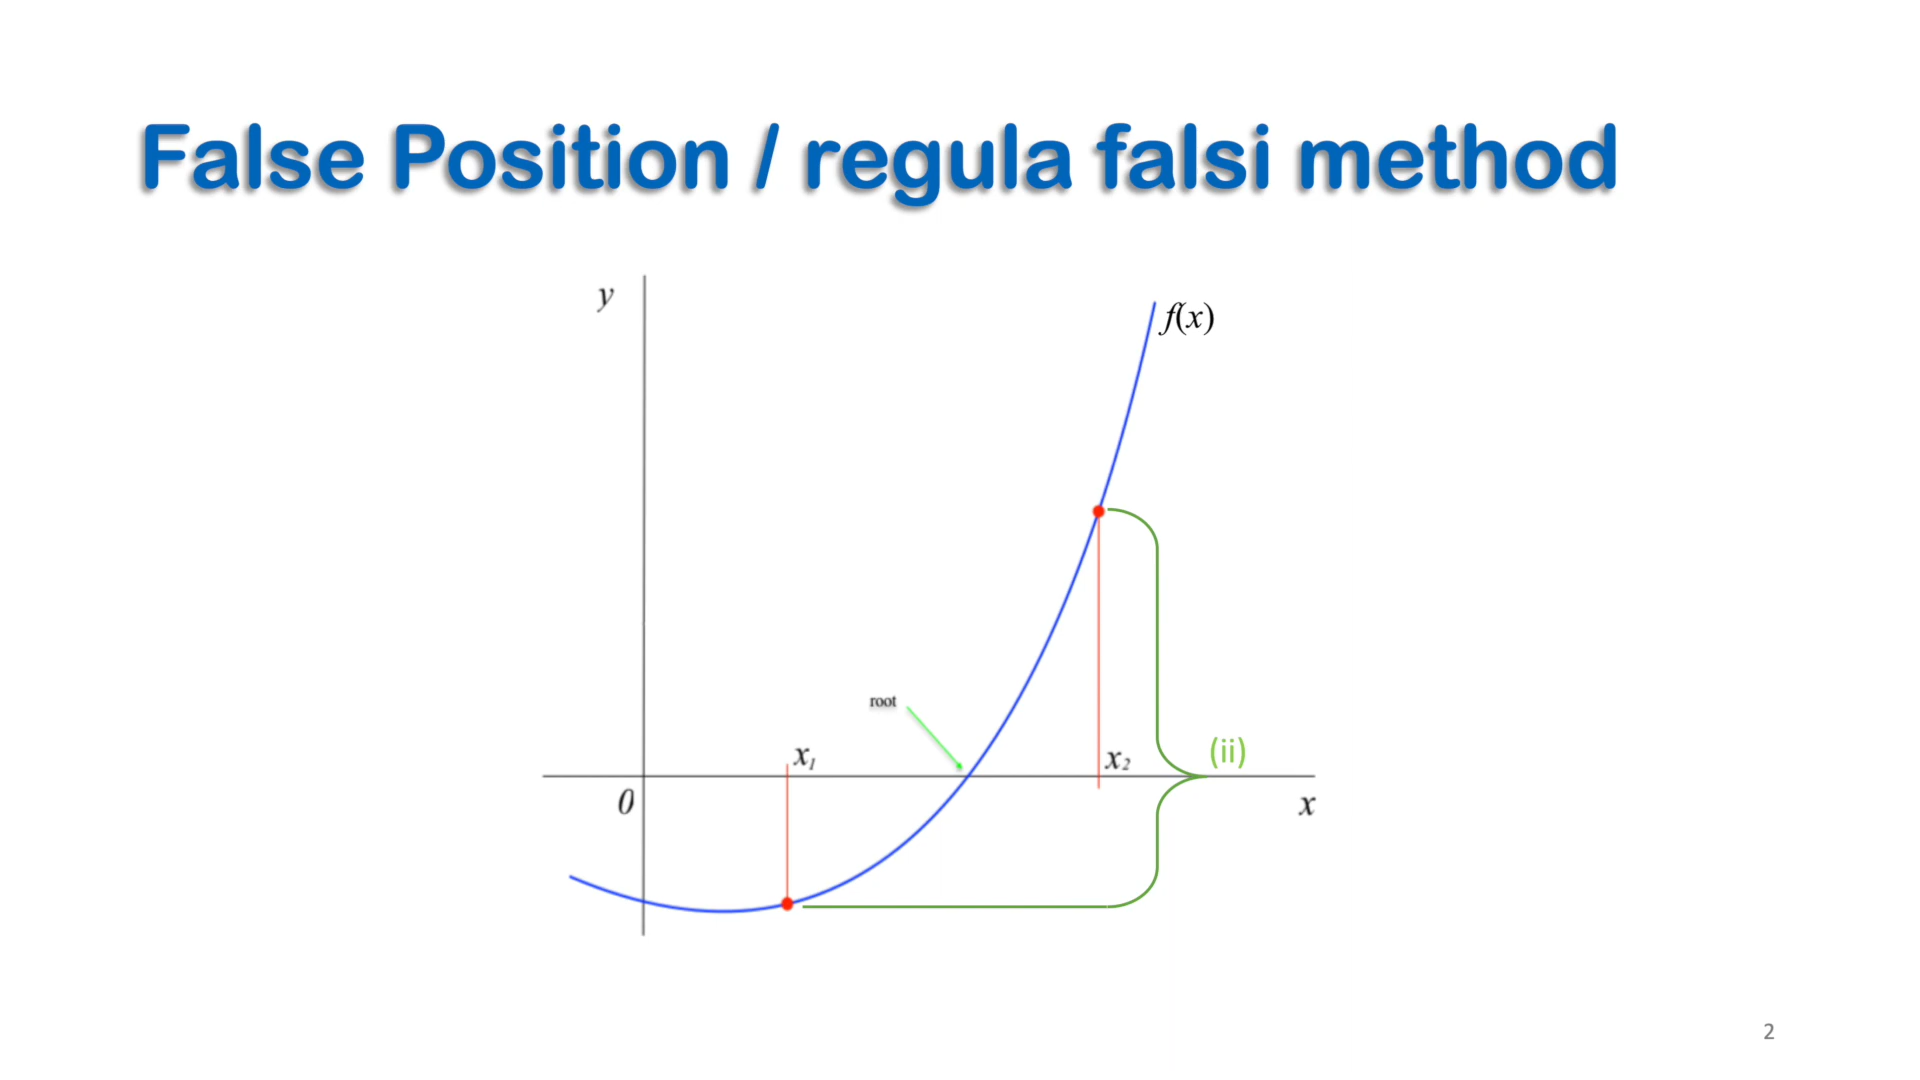 False Position / regula falsi method
y
f(x)
root
x₁
x₂
(ii)
0
x
2